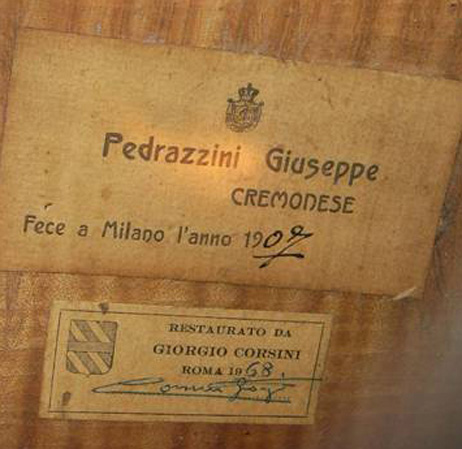 Pedrazzini Giuseppe
CREMONESE
Fece a Milano l'anno 1907
RESTAURATO DA
GIORGIO CORSINI
ROMA 1968.